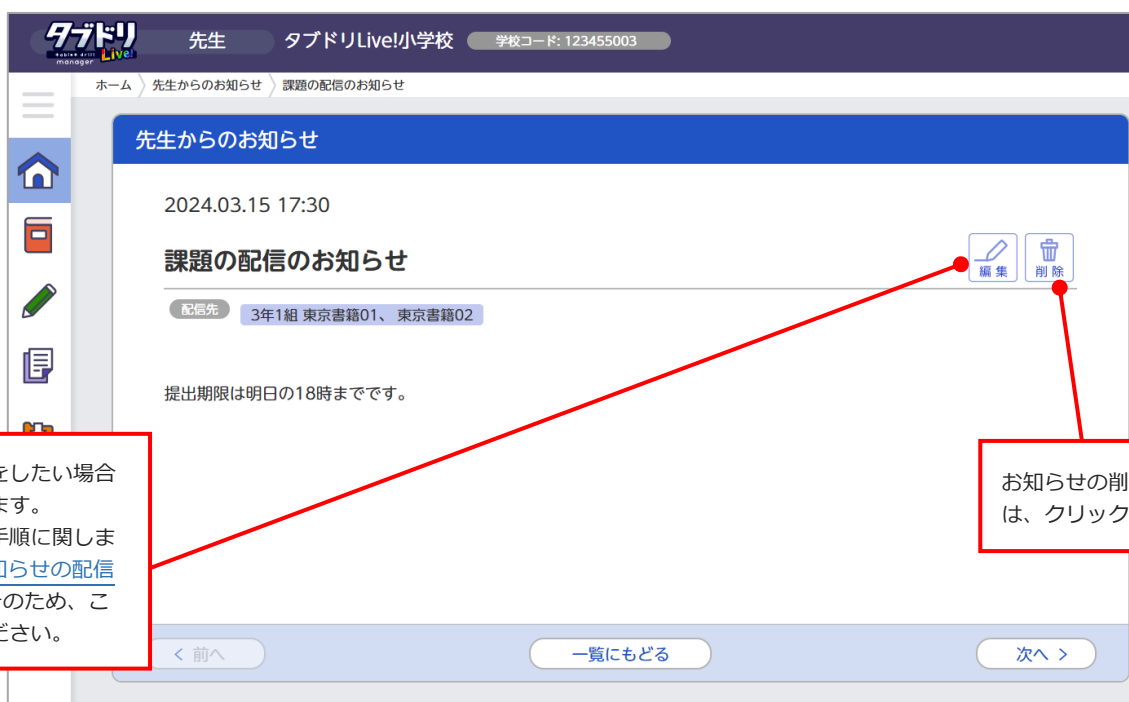 タブドリ
tablet drill
Live!
manager
先生 タブドリLive!小学校 学校コード: 123455003
ホーム 〉 先生からのお知らせ 〉 課題の配信のお知らせ
先生からのお知らせ
2024.03.15 17:30
課題の配信のお知らせ
編集 削除
配信先 3年1組 東京書籍01、 東京書籍02
提出期限は明日の18時までです。
をしたい場合
ます。
手順に関しま
知らせの配信
のため、こ
ださい。
お知らせの削
は、クリック
< 前へ 一覧にもどる 次へ >